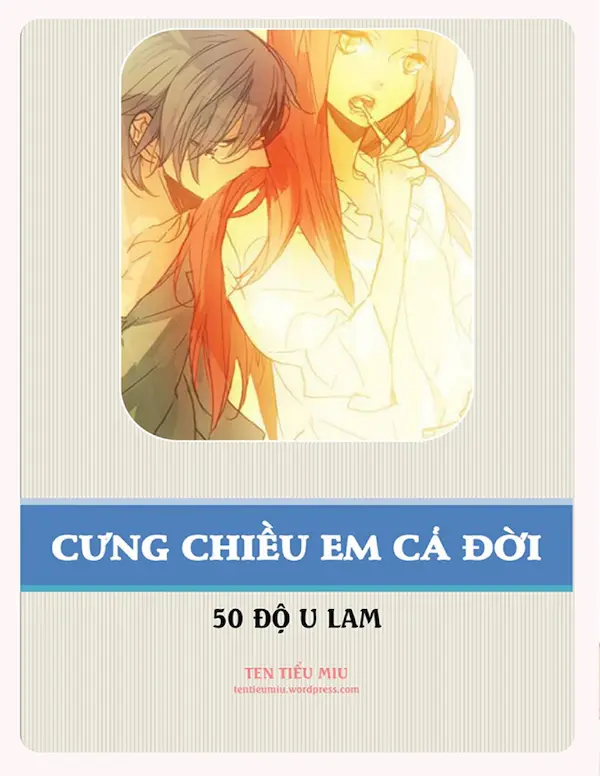 CƯNG CHIỀU EM CẢ ĐỜI
50 ĐỘ U LAM
TEN TIỂU MIU
tentieumiu.wordpress.com